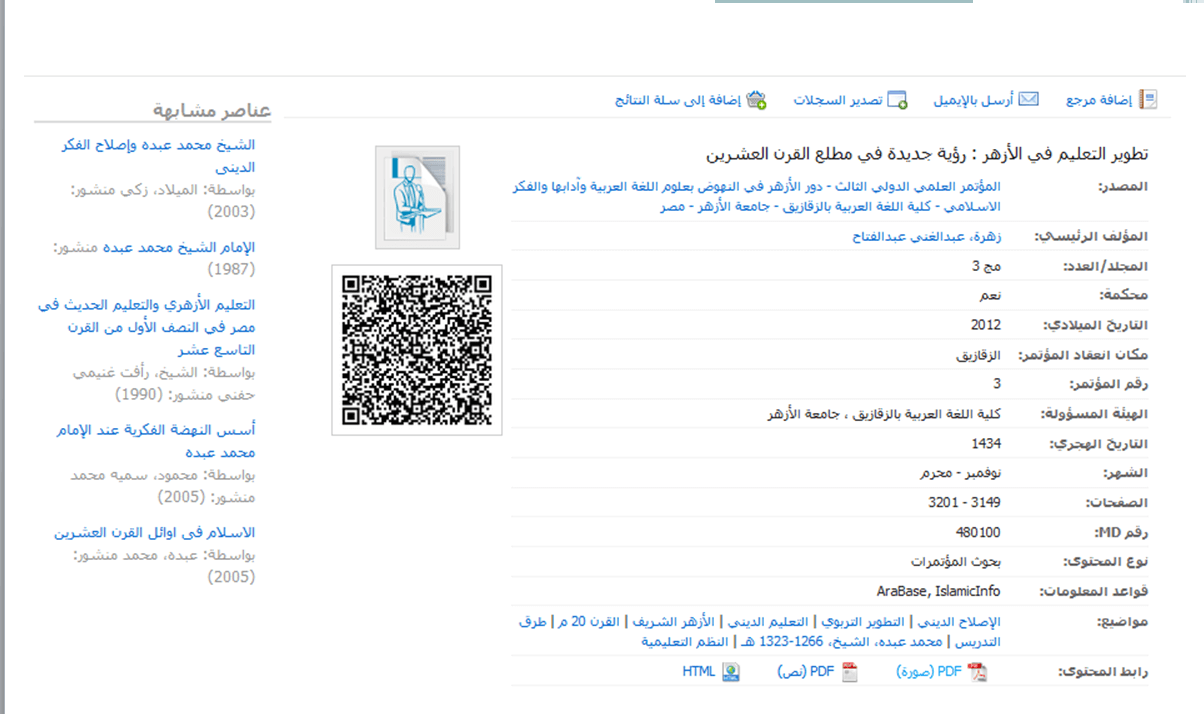 إضافة مرجع أرسل بالإيميل تصدير السجلات إضافة إلى سلة النتائج
تطوير التعليم في الأزهر : رؤية جديدة في مطلع القرن العشرين
المصدر: المؤتمر العلمي الدولي الثالث - دور الأزهر في النهوض بعلوم اللغة العربية وآدابها والفكر
الاسلامي - كلية اللغة العربية بالزقازيق - جامعة الأزهر - مصر
المؤلف الرئيسي: زهرة، عبدالغني عبدالفتاح
المجلد/العدد: مج 3
محكمة: نعم
التاريخ الميلادي: 2012
مكان انعقاد المؤتمر: الزقازيق
رقم المؤتمر: 3
الهيئة المسؤولة: كلية اللغة العربية بالزقازيق ، جامعة الأزهر
التاريخ الهجري: 1434
الشهر: نوفمبر - محرم
الصفحات: 3149 - 3201
رقم MD: 480100
نوع المحتوى: بحوث المؤتمرات
قواعد المعلومات: AraBase, IslamicInfo
مواضيع: الإصلاح الديني | التطوير التربوي | التعليم الديني | الأزهر الشريف | القرن 20 م | طرق
التدريس | محمد عبده، الشيخ، 1266-1323 هـ | النظم التعليمية
رابط المحتوى: PDF (صورة) PDF (نص) HTML
عناصر مشابهة
الشيخ محمد عبده وإصلاح الفكر
الدينى
بواسطة: الميلاد، زكي منشور:
(2003)
الإمام الشيخ محمد عبده منشور:
(1987)
التعليم الأزهري والتعليم الحديث في
مصر في النصف الأول من القرن
التاسع عشر
بواسطة: الشيخ، رأفت غنيمي
حفني منشور: (1990)
أسس النهضة الفكرية عند الإمام
محمد عبدة
بواسطة: محمود، سميه محمد
منشور: (2005)
الاسلام فى اوائل القرن العشرين
بواسطة: عبده، محمد منشور:
(2005)